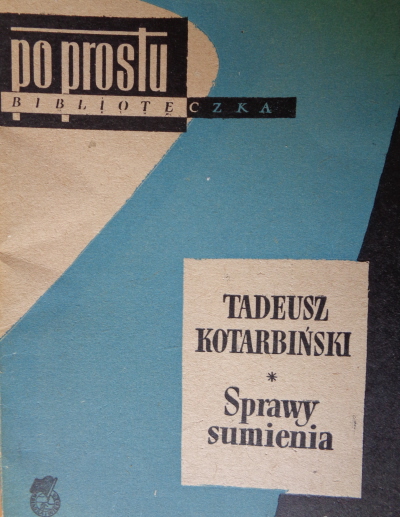 po prostu
BIBLIOTECZKA
TADEUSZ
KOTARBIŃSKI
*
Sprawy
sumienia